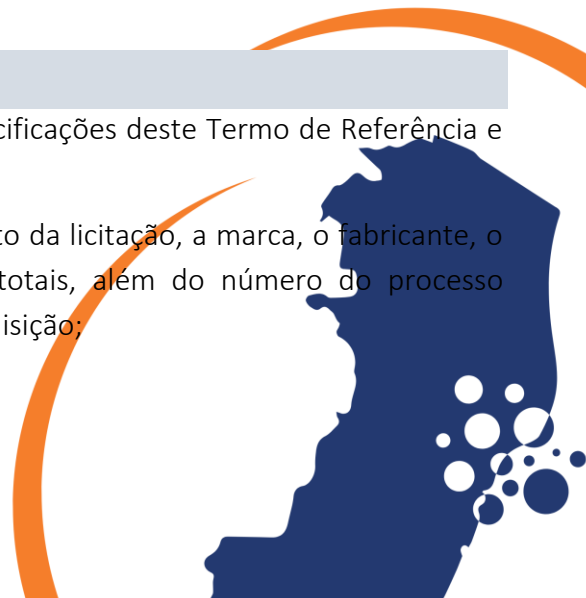 cificações deste Termo de Referência e
to da licitação, a marca, o fabricante, o
totais, além do número do processo
isição;